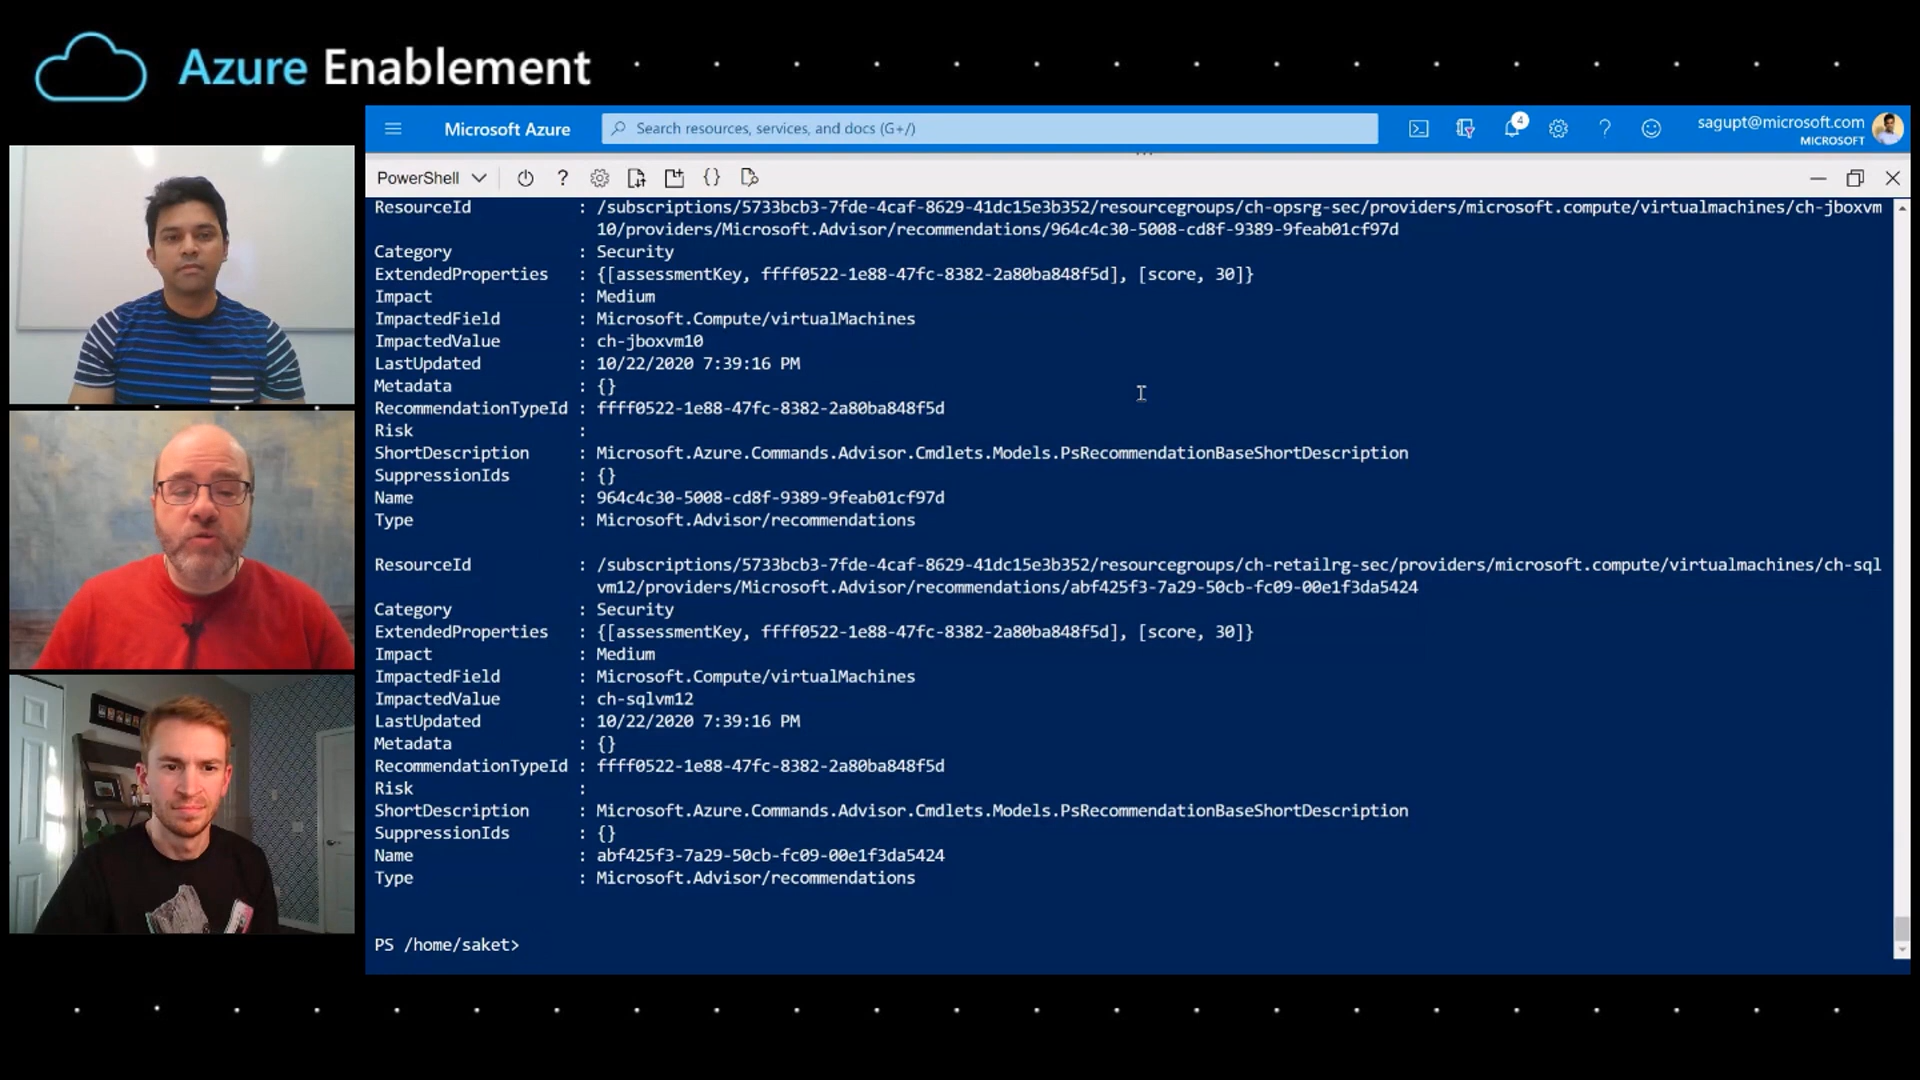 Azure Enablement
Microsoft Azure
Search resources, services, and docs (G+/)
4
sagupt@microsoft.com
MICROSOFT
PowerShell
ResourceId : /subscriptions/5733bcb3-7fde-4caf-8629-41dc15e3b352/resourcegroups/ch-opsrg-sec/providers/microsoft.compute/virtualmachines/ch-jboxvm
10/providers/Microsoft.Advisor/recommendations/964c4c30-5008-cd8f-9389-9feab01cf97d
Category : Security
ExtendedProperties : {[assessmentKey, ffff0522-1e88-47fc-8382-2a80ba848f5d], [score, 30]}
Impact : Medium
ImpactedField : Microsoft.Compute/virtualMachines
ImpactedValue : ch-jboxvm10
LastUpdated : 10/22/2020 7:39:16 PM
Metadata : {}
RecommendationTypeId : ffff0522-1e88-47fc-8382-2a80ba848f5d
Risk :
ShortDescription : Microsoft.Azure.Commands.Advisor.Cmdlets.Models.PsRecommendationBaseShortDescription
SuppressionIds : {}
Name : 964c4c30-5008-cd8f-9389-9feab01cf97d
Type : Microsoft.Advisor/recommendations
ResourceId : /subscriptions/5733bcb3-7fde-4caf-8629-41dc15e3b352/resourcegroups/ch-retailrg-sec/providers/microsoft.compute/virtualmachines/ch-sql
vm12/providers/Microsoft.Advisor/recommendations/abf425f3-7a29-50cb-fc09-00e1f3da5424
Category : Security
ExtendedProperties : {[assessmentKey, ffff0522-1e88-47fc-8382-2a80ba848f5d], [score, 30]}
Impact : Medium
ImpactedField : Microsoft.Compute/virtualMachines
ImpactedValue : ch-sqlvm12
LastUpdated : 10/22/2020 7:39:16 PM
Metadata : {}
RecommendationTypeId : ffff0522-1e88-47fc-8382-2a80ba848f5d
Risk :
ShortDescription : Microsoft.Azure.Commands.Advisor.Cmdlets.Models.PsRecommendationBaseShortDescription
SuppressionIds : {}
Name : abf425f3-7a29-50cb-fc09-00e1f3da5424
Type : Microsoft.Advisor/recommendations
PS /home/saket>